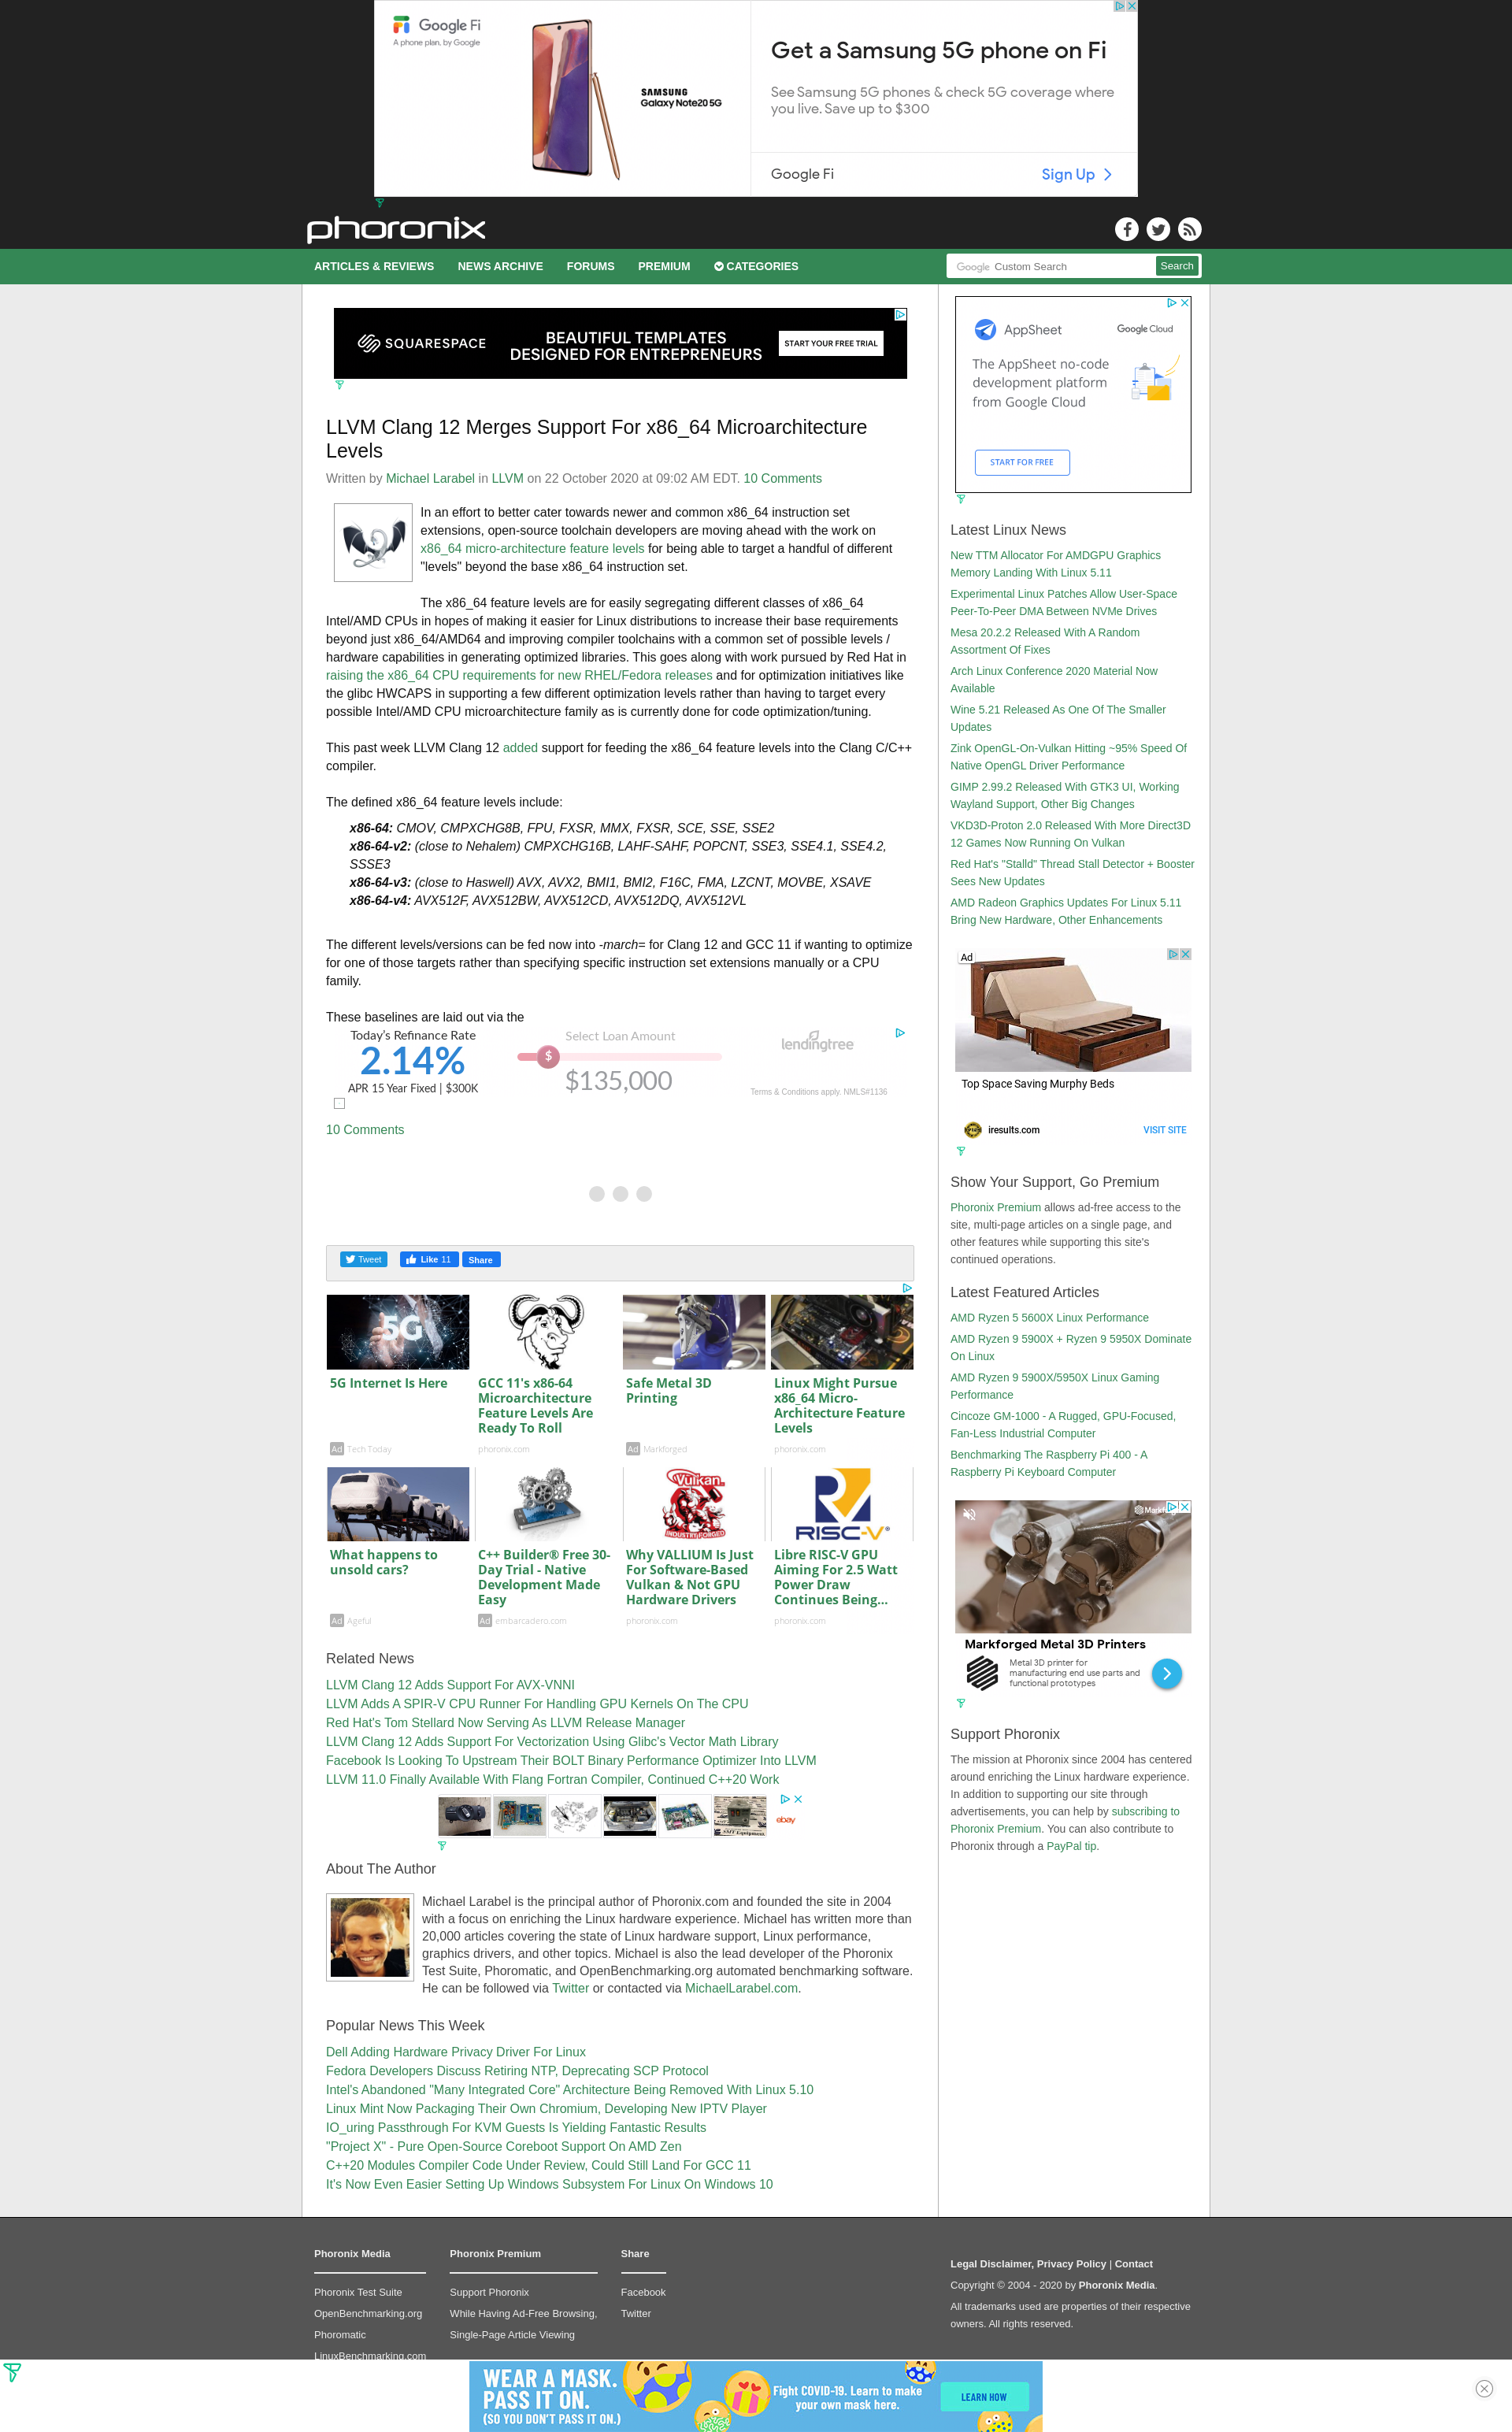 Google Fi
A phone plan, by Google
SAMSUNG
Galaxy Note20 5G
Get a Samsung 5G phone on Fi
See Samsung 5G phones & check 5G coverage where
you live. Save up to $300
Google Fi
Sign Up
phoronix
ARTICLES & REVIEWS
NEWS ARCHIVE
FORUMS
PREMIUM
CATEGORIES
Google Custom Search
Search
SQUARESPACE
BEAUTIFUL TEMPLATES
DESIGNED FOR ENTREPRENEURS
START YOUR FREE TRIAL
LLVM Clang 12 Merges Support For x86_64 Microarchitecture
Levels
Written by Michael Larabel in LLVM on 22 October 2020 at 09:02 AM EDT. 10 Comments
In an effort to better cater towards newer and common x86_64 instruction set
extensions, open-source toolchain developers are moving ahead with the work on
x86_64 micro-architecture feature levels for being able to target a handful of different
"levels" beyond the base x86_64 instruction set.
The x86_64 feature levels are for easily segregating different classes of x86_64
Intel/AMD CPUs in hopes of making it easier for Linux distributions to increase their base requirements
beyond just x86_64/AMD64 and improving compiler toolchains with a common set of possible levels /
hardware capabilities in generating optimized libraries. This goes along with work pursued by Red Hat in
raising the x86_64 CPU requirements for new RHEL/Fedora releases and for optimization initiatives like
the glibc HWCAPS in supporting a few different optimization levels rather than having to target every
possible Intel/AMD CPU microarchitecture family as is currently done for code optimization/tuning.
This past week LLVM Clang 12 added support for feeding the x86_64 feature levels into the Clang C/C++
compiler.
The defined x86_64 feature levels include:
x86-64: CMOV, CMPXCHG8B, FPU, FXSR, MMX, FXSR, SCE, SSE, SSE2
x86-64-v2: (close to Nehalem) CMPXCHG16B, LAHF-SAHF, POPCNT, SSE3, SSE4.1, SSE4.2,
SSSE3
x86-64-v3: (close to Haswell) AVX, AVX2, BMI1, BMI2, F16C, FMA, LZCNT, MOVBE, XSAVE
x86-64-v4: AVX512F, AVX512BW, AVX512CD, AVX512DQ, AVX512VL
The different levels/versions can be fed now into -march= for Clang 12 and GCC 11 if wanting to optimize
for one of those targets rather than specifying specific instruction set extensions manually or a CPU
family.
These baselines are laid out via the
Today's Refinance Rate
2.14%
APR 15 Year Fixed | $300K
Select Loan Amount
$
$135,000
lendingtree
Terms & Conditions apply. NMLS#1136
10 Comments
Tweet
Like 11
Share
5G
5G Internet Is Here
Ad Tech Today
GCC 11's x86-64
Microarchitecture
Feature Levels Are
Ready To Roll
phoronix.com
Safe Metal 3D
Printing
Ad Markforged
Linux Might Pursue
x86_64 Micro-
Architecture Feature
Levels
phoronix.com
What happens to
unsold cars?
Ad Ageful
C++ Builder® Free 30-
Day Trial - Native
Development Made
Easy
Ad embarcadero.com
Vulkan
INDUSTRY FORGED
Why VALLIUM Is Just
For Software-Based
Vulkan & Not GPU
Hardware Drivers
phoronix.com
RISC-V®
Libre RISC-V GPU
Aiming For 2.5 Watt
Power Draw
Continues Being...
phoronix.com
Related News
LLVM Clang 12 Adds Support For AVX-VNNI
LLVM Adds A SPIR-V CPU Runner For Handling GPU Kernels On The CPU
Red Hat's Tom Stellard Now Serving As LLVM Release Manager
LLVM Clang 12 Adds Support For Vectorization Using Glibc's Vector Math Library
Facebook Is Looking To Upstream Their BOLT Binary Performance Optimizer Into LLVM
LLVM 11.0 Finally Available With Flang Fortran Compiler, Continued C++20 Work
ebay
About The Author
Michael Larabel is the principal author of Phoronix.com and founded the site in 2004
with a focus on enriching the Linux hardware experience. Michael has written more than
20,000 articles covering the state of Linux hardware support, Linux performance,
graphics drivers, and other topics. Michael is also the lead developer of the Phoronix
Test Suite, Phoromatic, and OpenBenchmarking.org automated benchmarking software.
He can be followed via Twitter or contacted via MichaelLarabel.com.
Popular News This Week
Dell Adding Hardware Privacy Driver For Linux
Fedora Developers Discuss Retiring NTP, Deprecating SCP Protocol
Intel's Abandoned "Many Integrated Core" Architecture Being Removed With Linux 5.10
Linux Mint Now Packaging Their Own Chromium, Developing New IPTV Player
IO_uring Passthrough For KVM Guests Is Yielding Fantastic Results
"Project X" - Pure Open-Source Coreboot Support On AMD Zen
C++20 Modules Compiler Code Under Review, Could Still Land For GCC 11
It's Now Even Easier Setting Up Windows Subsystem For Linux On Windows 10
AppSheet
Google Cloud
The AppSheet no-code
development platform
from Google Cloud
START FOR FREE
Latest Linux News
New TTM Allocator For AMDGPU Graphics
Memory Landing With Linux 5.11
Experimental Linux Patches Allow User-Space
Peer-To-Peer DMA Between NVMe Drives
Mesa 20.2.2 Released With A Random
Assortment Of Fixes
Arch Linux Conference 2020 Material Now
Available
Wine 5.21 Released As One Of The Smaller
Updates
Zink OpenGL-On-Vulkan Hitting ~95% Speed Of
Native OpenGL Driver Performance
GIMP 2.99.2 Released With GTK3 UI, Working
Wayland Support, Other Big Changes
VKD3D-Proton 2.0 Released With More Direct3D
12 Games Now Running On Vulkan
Red Hat's "Stalld" Thread Stall Detector + Booster
Sees New Updates
AMD Radeon Graphics Updates For Linux 5.11
Bring New Hardware, Other Enhancements
Ad
Top Space Saving Murphy Beds
iresults.com
VISIT SITE
Show Your Support, Go Premium
Phoronix Premium allows ad-free access to the
site, multi-page articles on a single page, and
other features while supporting this site's
continued operations.
Latest Featured Articles
AMD Ryzen 5 5600X Linux Performance
AMD Ryzen 9 5900X + Ryzen 9 5950X Dominate
On Linux
AMD Ryzen 9 5900X/5950X Linux Gaming
Performance
Cincoze GM-1000 - A Rugged, GPU-Focused,
Fan-Less Industrial Computer
Benchmarking The Raspberry Pi 400 - A
Raspberry Pi Keyboard Computer
Markforged Metal 3D Printers
Metal 3D printer for
manufacturing end use parts and
functional prototypes
Support Phoronix
The mission at Phoronix since 2004 has centered
around enriching the Linux hardware experience.
In addition to supporting our site through
advertisements, you can help by subscribing to
Phoronix Premium. You can also contribute to
Phoronix through a PayPal tip.
Phoronix Media
Phoronix Test Suite
OpenBenchmarking.org
Phoromatic
LinuxBenchmarking.com
Phoronix Premium
Support Phoronix
While Having Ad-Free Browsing,
Single-Page Article Viewing
Share
Facebook
Twitter
Legal Disclaimer, Privacy Policy | Contact
Copyright © 2004 - 2020 by Phoronix Media.
All trademarks used are properties of their respective
owners. All rights reserved.
WEAR A MASK.
PASS IT ON.
(SO YOU DON'T PASS IT ON.)
Fight COVID-19. Learn to make
your own mask here.
LEARN HOW